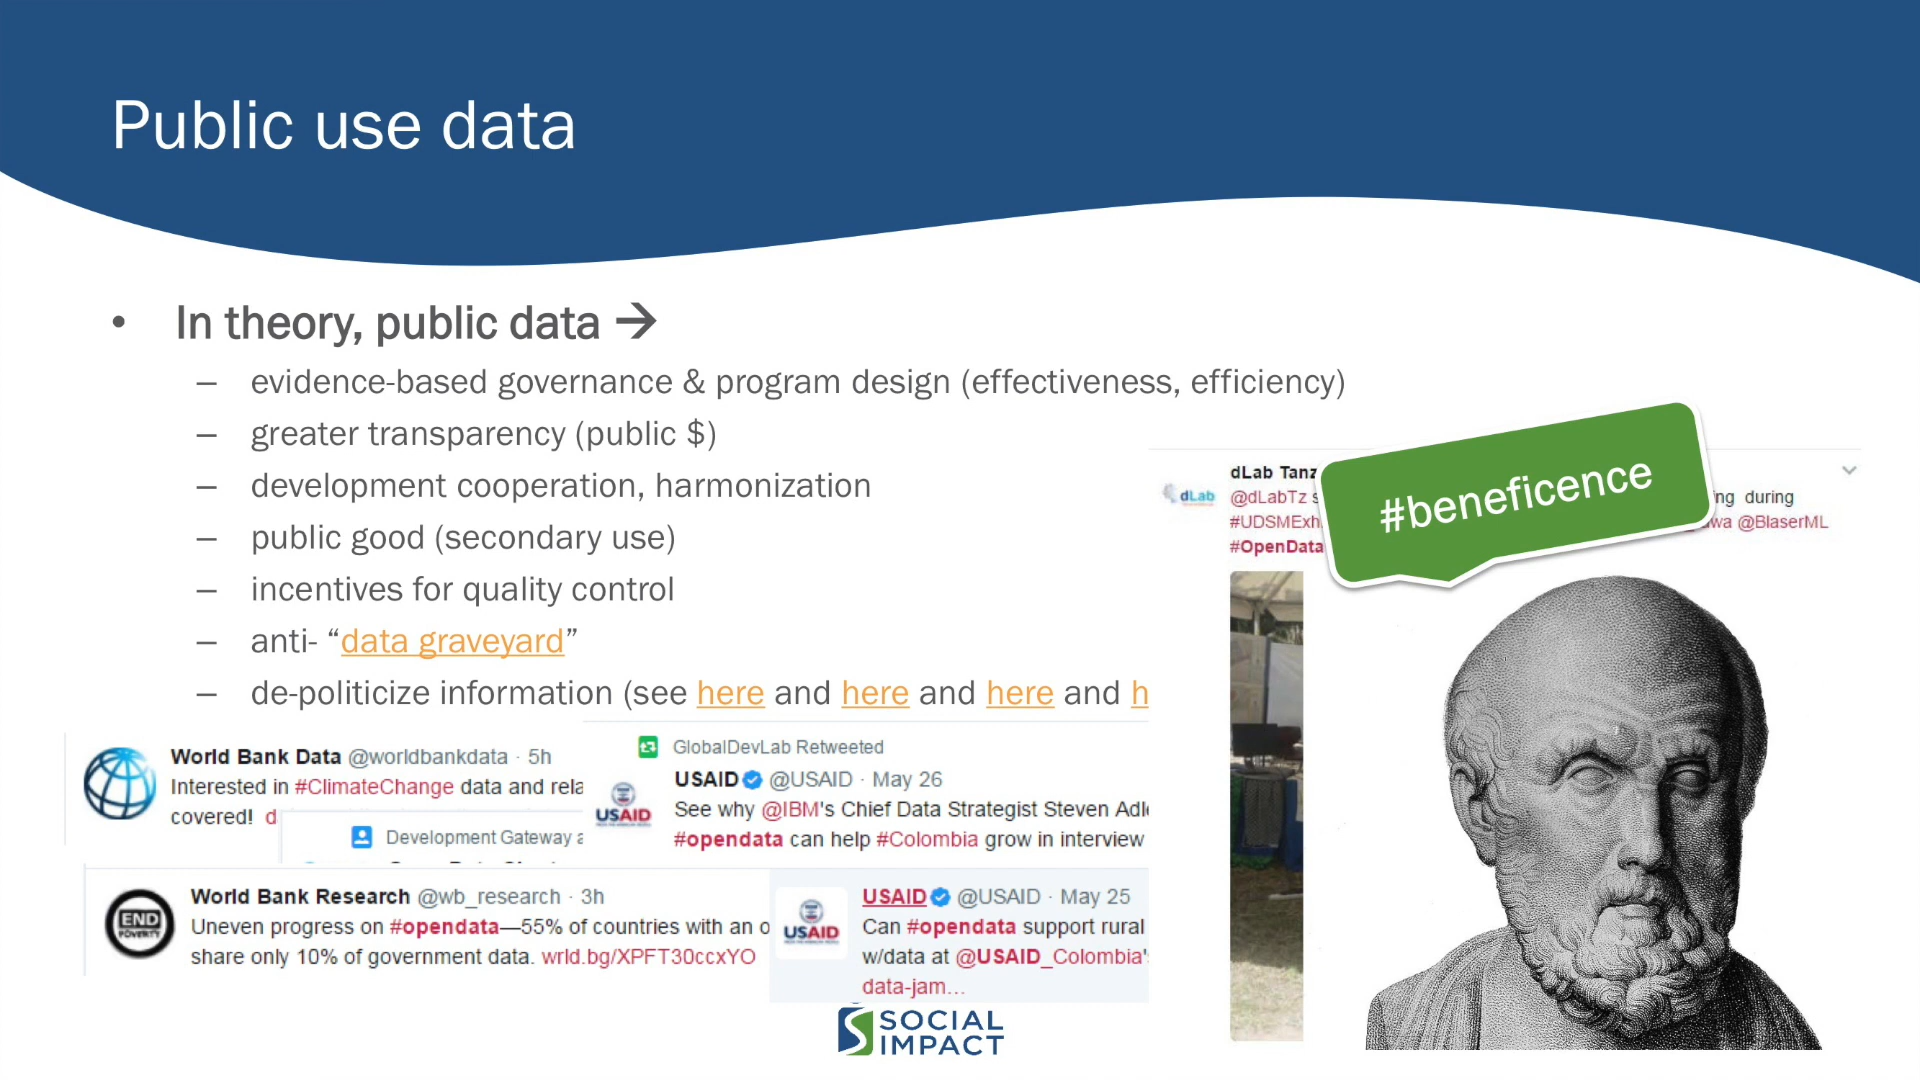 Public use data
• In theory, public data →
– evidence-based governance & program design (effectiveness, efficiency)
– greater transparency (public $)
– development cooperation, harmonization
– public good (secondary use)
– incentives for quality control
– anti- “data graveyard”
– de-politicize information (see here and here and here and h
dLab Tanz
@dLabTz s
ng during
#UDSMExh
wa @BlaserML
#OpenData
dLab
#beneficence
World Bank Data @worldbankdata · 5h
Interested in #ClimateChange data and rela
covered! d
Development Gateway a
GlobalDevLab Retweeted
USAID @USAID · May 26
See why @IBM's Chief Data Strategist Steven Adl
#opendata can help #Colombia grow in interview
USAID
World Bank Research @wb_research · 3h
Uneven progress on #opendata—55% of countries with an o
share only 10% of government data. wrld.bg/XPFT30ccxYO
END
POVERTY
USAID @USAID · May 25
Can #opendata support rural
w/data at @USAID_Colombia'
data-jam…
USAID
SOCIAL
IMPACT